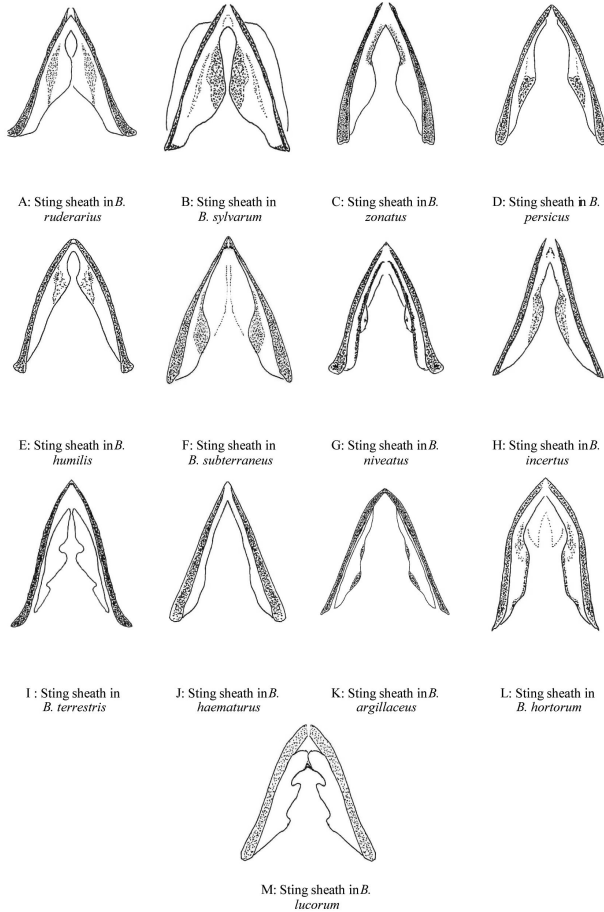 A: Sting sheath in B.
ruderarius
B: Sting sheath in
B. sylvarum
C: Sting sheath in B.
zonatus
D: Sting sheath in B.
persicus
E: Sting sheath in B.
humilis
F: Sting sheath in
B. subterraneus
G: Sting sheath in B.
niveatus
H: Sting sheath in B.
incertus
I : Sting sheath in
B. terrestris
J: Sting sheath in B.
haematurus
K: Sting sheath in B.
argillaceus
L: Sting sheath in
B. hortorum
M: Sting sheath in B.
lucorum